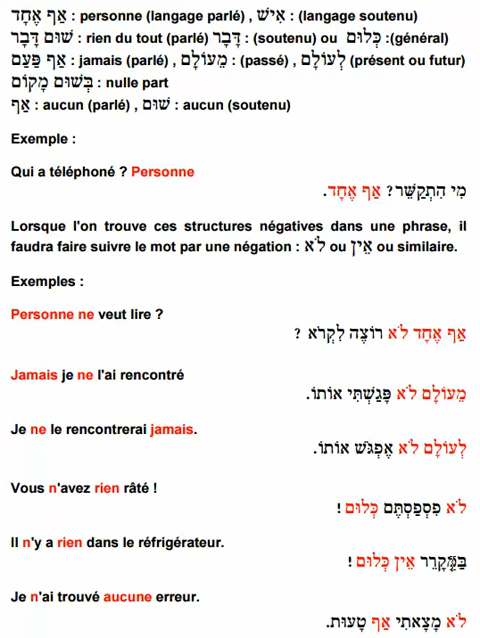 אַף אֶחָד : personne (langage parlé) , אִישׁ : (langage soutenu)
שׁוּם דָּבָר : rien du tout (parlé) דָּבָר : (soutenu) ou כְּלוּם :(général)
אַף פַּעַם : jamais (parlé) , מֵעוֹלָם : (passé) , לְעוֹלָם (présent ou futur)
בְּשׁוּם מָקוֹם : nulle part
אַף : aucun (parlé) , שׁוּם : aucun (soutenu)
Exemple :
Qui a téléphoné ? Personne
מִי הִתְקַשֵּׁר? אַף אֶחָד.
Lorsque l'on trouve ces structures négatives dans une phrase, il
faudra faire suivre le mot par une négation : לֹא ou אֵין ou similaire.
Exemples :
Personne ne veut lire ?
אַף אֶחָד לֹא רוֹצֶה לִקְרֹא ?
Jamais je ne l'ai rencontré
מֵעוֹלָם לֹא פָּגַשְׁתִּי אוֹתוֹ.
Je ne le rencontrerai jamais.
לְעוֹלָם לֹא אֶפְגֹּשׁ אוֹתוֹ.
Vous n'avez rien râté !
לֹא פִסְפַסְתֶּם כְּלוּם !
Il n'y a rien dans le réfrigérateur.
בַּמְּקָרֵר אֵין כְּלוּם !
Je n'ai trouvé aucune erreur.
לֹא מָצָאתִי אַף טָעוּת.